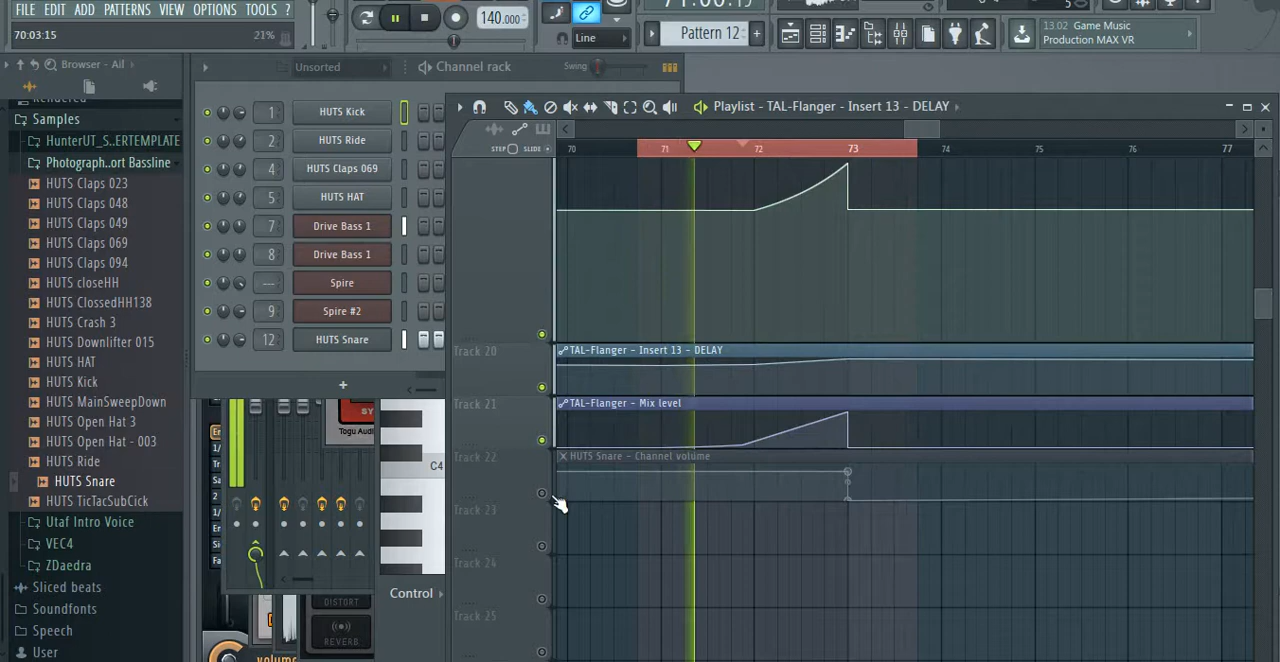 FILE EDIT ADD PATTERNS VIEW OPTIONS TOOLS ?
70:03:15
21%
140.000
Line
Pattern 12
13.02 Game Music
Production MAX VR
Browser - All
Unsorted
Channel rack
Swing
Samples
HunterUT_S..ERTEMPLATE
Photograph..ort Bassline
HUTS Claps 023
HUTS Claps 048
HUTS Claps 049
HUTS Claps 069
HUTS Claps 094
HUTS closeHH
HUTS ClossedHH138
HUTS Crash 3
HUTS Downlifter 015
HUTS HAT
HUTS Kick
HUTS MainSweepDown
HUTS Open Hat 3
HUTS Open Hat - 003
HUTS Ride
HUTS Snare
HUTS TicTacSubCick
Utaf Intro Voice
VEC4
ZDaedra
Sliced beats
Soundfonts
Speech
User
1 HUTS Kick
2 HUTS Ride
4 HUTS Claps 069
5 HUTS HAT
7 Drive Bass 1
8 Drive Bass 1
--- Spire
9 Spire #2
12 HUTS Snare
+
C4
Control
DISTORT
REVERB
volume
Playlist - TAL-Flanger - Insert 13 - DELAY
STEP SLIDE
70 71 72 73 74 75 76 77
Track 20
TAL-Flanger - Insert 13 - DELAY
Track 21
TAL-Flanger - Mix level
Track 22
HUTS Snare - Channel volume
Track 23
Track 24
Track 25